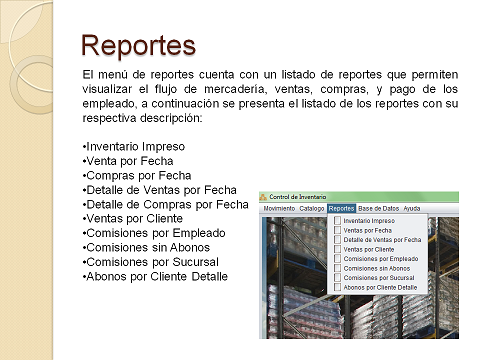 Reportes
El menú de reportes cuenta con un listado de reportes que permiten
visualizar el flujo de mercadería, ventas, compras, y pago de los
empleado, a continuación se presenta el listado de los reportes con su
respectiva descripción:
•Inventario Impreso
•Venta por Fecha
•Compras por Fecha
•Detalle de Ventas por Fecha
•Detalle de Compras por Fecha
•Ventas por Cliente
•Comisiones por Empleado
•Comisiones sin Abonos
•Comisiones por Sucursal
•Abonos por Cliente Detalle
Control de Inventario
Movimiento Catalogo Reportes Base de Datos Ayuda
Inventario Impreso
Ventas por Fecha
Detalle de Ventas por Fecha
Ventas por Cliente
Comisiones por Empleado
Comisiones sin Abonos
Comisiones por Sucursal
Abonos por Cliente Detalle